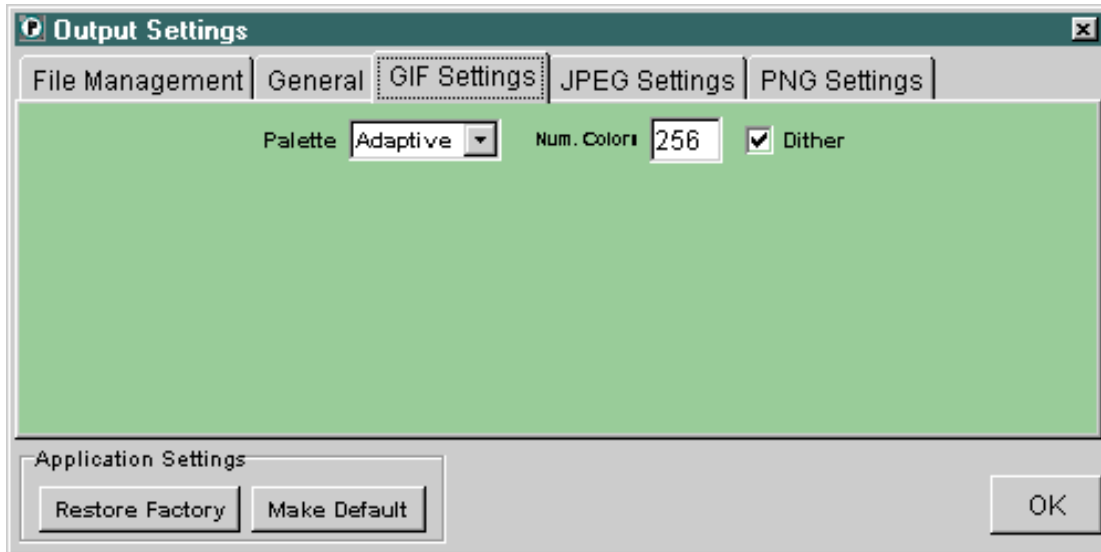 Output Settings
File Management General GIF Settings JPEG Settings PNG Settings
Palette Adaptive Num. Colors 256 Dither
Application Settings
Restore Factory Make Default OK